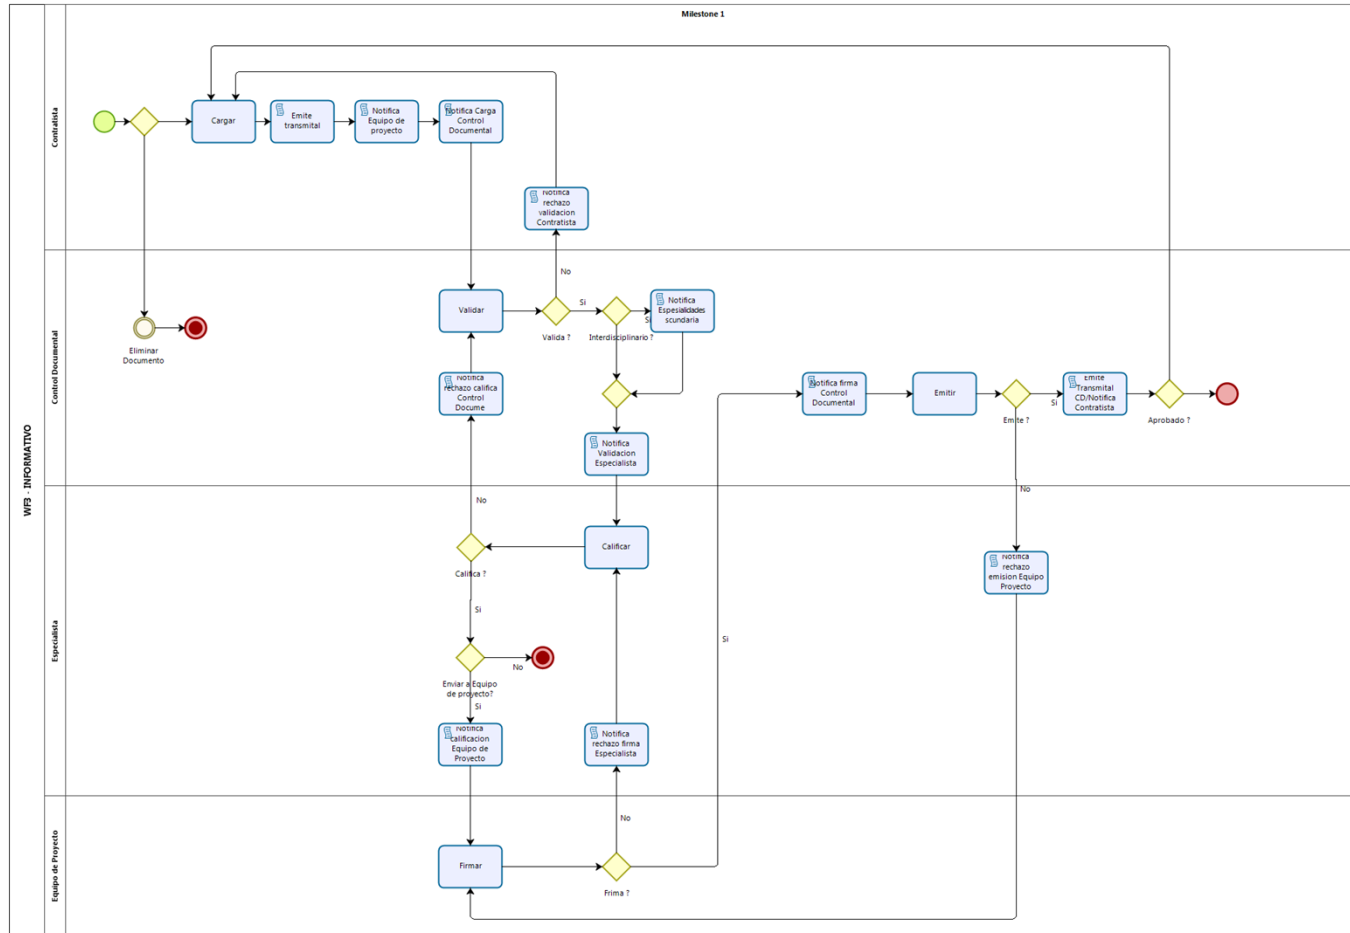 Milestone 1
WF3 - INFORMATIVO
Contratista
Cargar
Emite
transmital
Notifica
Equipo de
proyecto
Notifica Carga
Control
Documental
Notifica
rechazo
validacion
Contratista
No
Control Documental
Eliminar
Documento
Validar
Valida ?
Si
Interdisciplinario ?
Si
Notifica
Espesialidades
scundaria
Notifica
rechazo califica
Control
Docume
Notifica
Validacion
Especialista
Notifica firma
Control
Documental
Emitir
Emite ?
Si
Emite
Transmital
CD/Notifica
Contratista
Aprobado ?
No
Especialista
No
Califica ?
Calificar
Si
Enviar a Equipo
de proyecto?
No
Si
Notifica
calificacion
Equipo de
Proyecto
Notifica
rechazo firma
Especialista
Si
Notifica
rechazo
emision Equipo
Proyecto
Equipo de Proyecto
No
Firmar
Frima ?